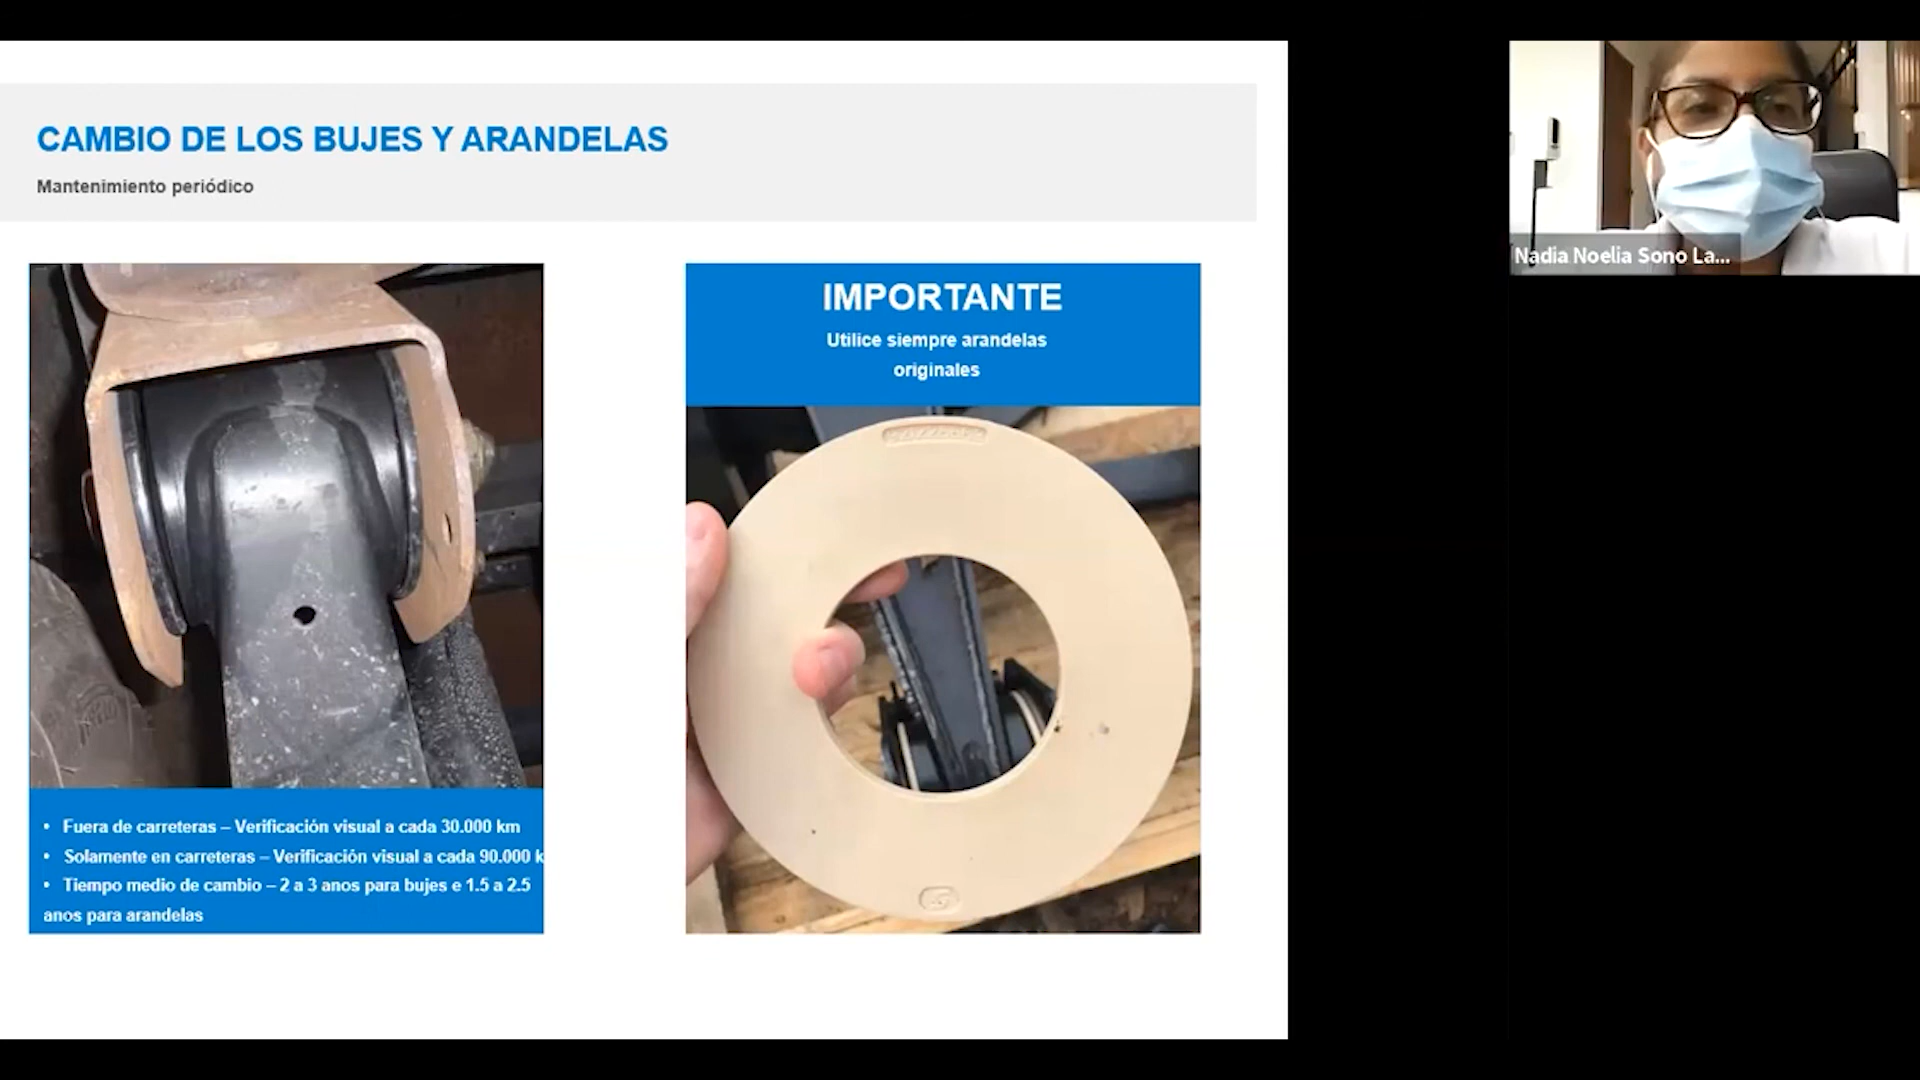 CAMBIO DE LOS BUJES Y ARANDELAS
Mantenimiento periódico
IMPORTANTE
Utilice siempre arandelas
originales
• Fuera de carreteras – Verificación visual a cada 30.000 km
• Solamente en carreteras – Verificación visual a cada 90.000 k
• Tiempo medio de cambio – 2 a 3 anos para bujes e 1.5 a 2.5
anos para arandelas
Nadia Noelia Sono La...